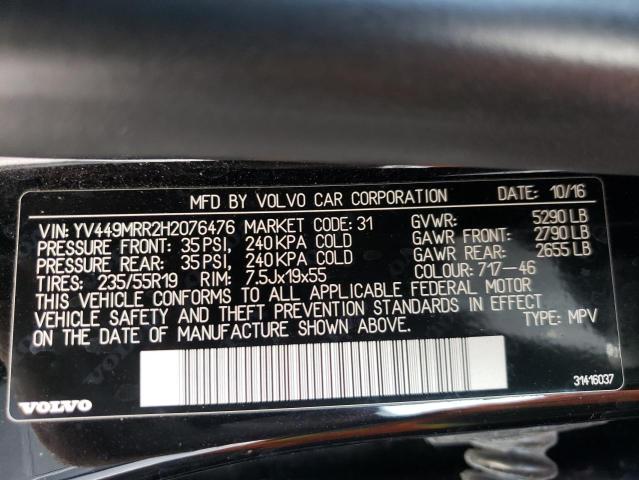 MFD BY VOLVO CAR CORPORATION DATE: 10/16
VIN: YV449MRR2H2076476 MARKET CODE: 31 GVWR: 5290 LB
PRESSURE FRONT: 35 PSI, 240 KPA COLD GAWR FRONT: 2790 LB
PRESSURE REAR: 35 PSI, 240 KPA COLD GAWR REAR: 2655 LB
TIRES: 235/55R19 RIM: 7.5Jx19x55 COLOUR: 717-46
THIS VEHICLE CONFORMS TO ALL APPLICABLE FEDERAL MOTOR
VEHICLE SAFETY AND THEFT PREVENTION STANDARDS IN EFFECT
ON THE DATE OF MANUFACTURE SHOWN ABOVE. TYPE: MPV
VOLVO 31416037